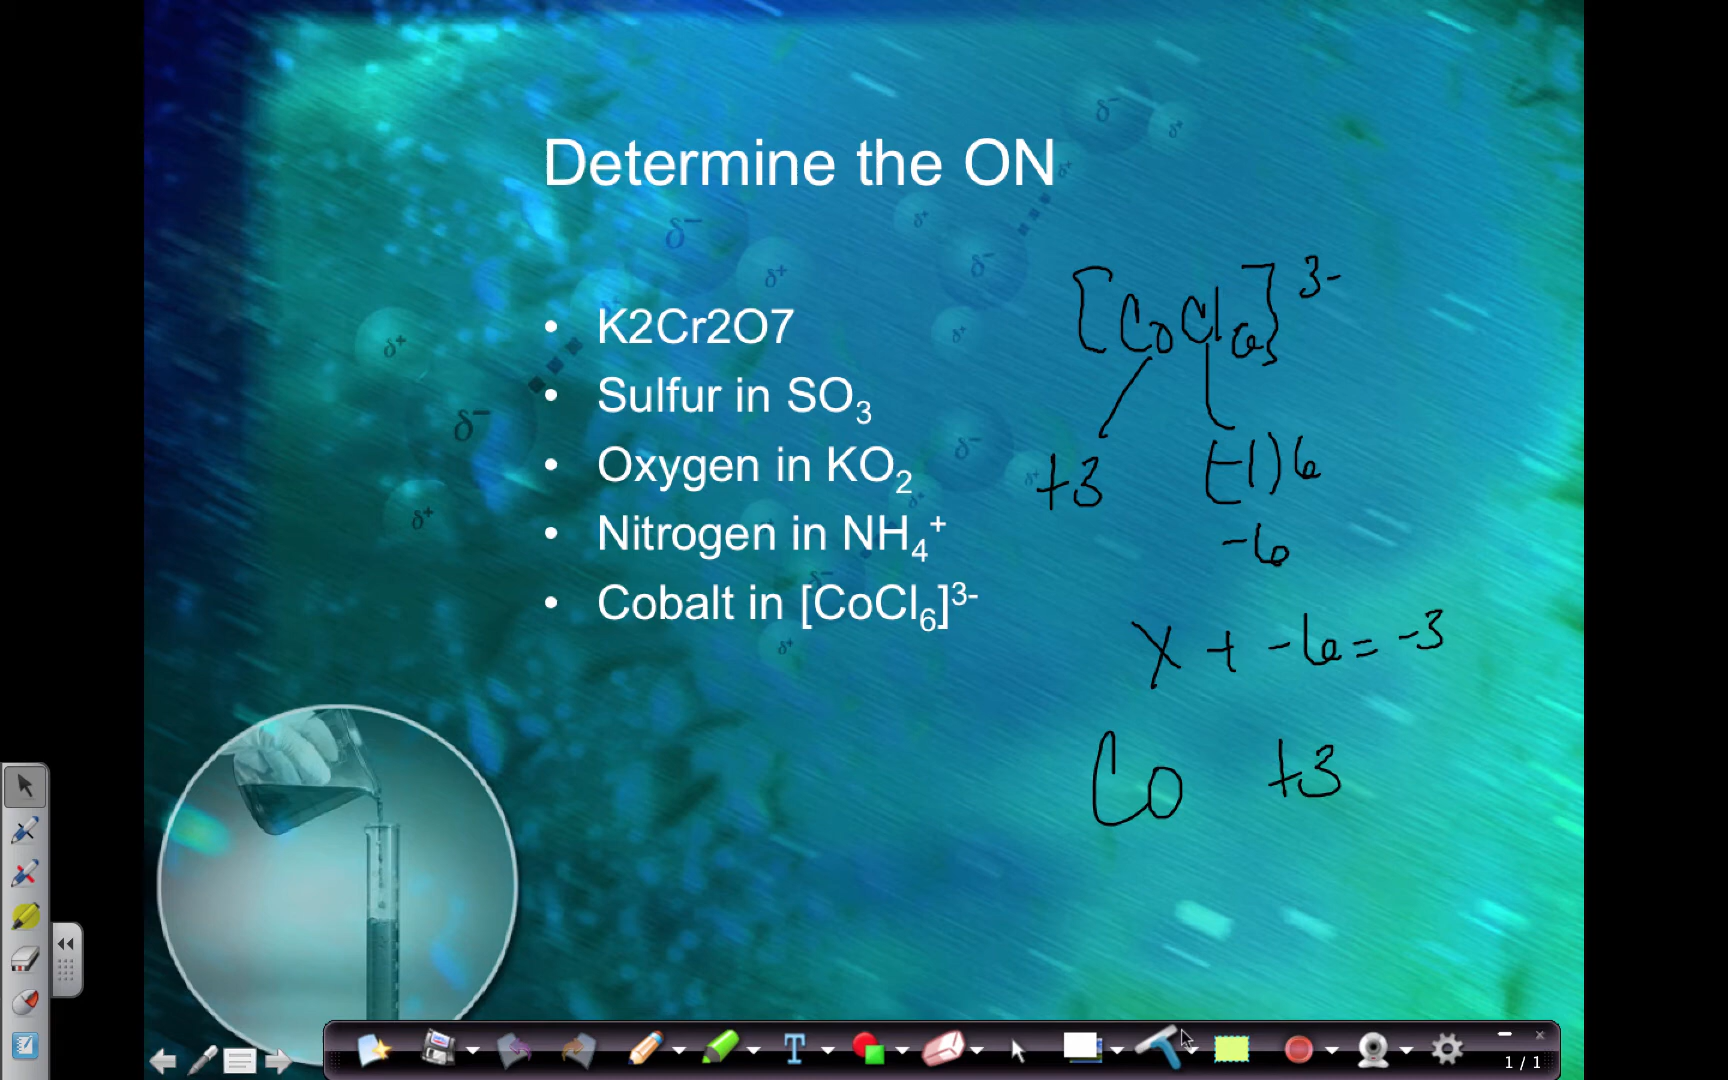 Determine the ON
• K2Cr2O7
• Sulfur in SO₃
• Oxygen in KO₂
• Nitrogen in NH₄⁺
• Cobalt in [CoCl₆]³⁻
[CoCl₆]³⁻
+3 (-1)6
-6
X + -6 = -3
Co +3
δ⁻
δ⁺
δ⁺
δ⁻
δ⁺
δ⁺
δ⁻
δ⁺
δ⁺
δ⁺
δ⁻
δ⁻
δ⁺
δ⁺
δ⁻
δ⁺
T
1 / 1